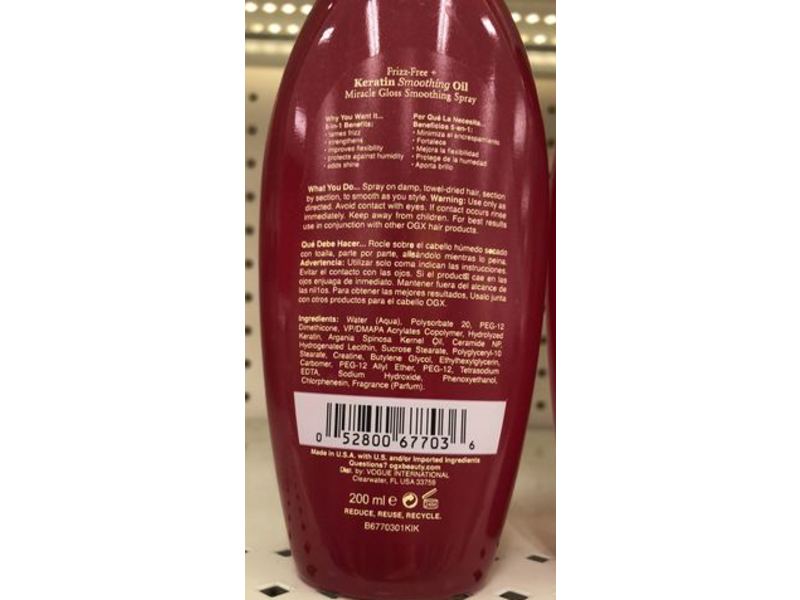 Frizz-Free +
Keratin Smoothing Oil
Miracle Gloss Smoothing Spray
Why You Want It...
5-in-1 Benefits:
• tames frizz
• strengthens
• improves flexibility
• protects against humidity
• adds shine
Por Qué La Necesita...
Beneficios 5-en-1:
• Minimiza el encrespamiento
• Fortalece
• Mejora la flexibilidad
• Protege de la humedad
• Aporta brillo
What You Do... Spray on damp, towel-dried hair, section
by section, to smooth as you style. Warning: Use only as
directed. Avoid contact with eyes. If contact occurs rinse
immediately. Keep away from children. For best results
use in conjunction with other OGX hair products.
Qué Debe Hacer... Rocíe sobre el cabello húmedo secado
con toalla, parte por parte, alisándolo mientras lo peina.
Advertencia: Utilizar solo como indican las instrucciones.
Evitar el contacto con los ojos. Si el producto cae en los
ojos enjuaga de inmediato. Mantener fuera del alcance de
los niños. Para obtener las mejores resultados, Usalo junta
con otros productos para el cabello OGX.
Ingredients: Water (Aqua), Polysorbate 20, PEG-12
Dimethicone, VP/DMAPA Acrylates Copolymer, Hydrolyzed
Keratin, Argania Spinosa Kernel Oil, Ceramide NP,
Hydrogenated Lecithin, Sucrose Stearate, Polyglyceryl-10
Stearate, Creatine, Butylene Glycol, Ethylhexylglycerin,
Carbomer, PEG-12 Allyl Ether, PEG-12, Tetrasodium
EDTA, Sodium Hydroxide, Phenoxyethanol,
Chlorphenesin, Fragrance (Parfum).
0 52800 67703 6
Made in U.S.A. with U.S. and/or Imported Ingredients
Questions? ogxbeauty.com
Dist. by: VOGUE INTERNATIONAL
Clearwater, FL USA 33759
200 ml e
REDUCE, REUSE, RECYCLE.
B6770301KIK